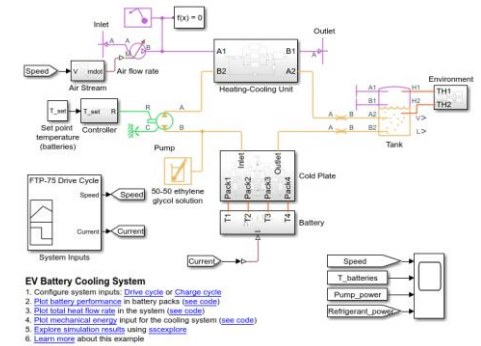 Inlet
f(x) = 0
Outlet
A
A
B
A
Speed
V
mdot
Air flow rate
Air Stream
A1
B1
B2
A2
Heating-Cooling Unit
Environment
A1
H1
TH1
B1
H2
TH2
A
B
A2
V
B2
L
Tank
T_set
T_set
R
R
A
C
B
Set point
temperature
(batteries)
Controller
Pump
50-50 ethylene
glycol solution
Inlet
Outlet
Pack1
Pack2
Pack3
Pack4
Cold Plate
A
B
T1
T2
T3
T4
Battery
FTP-75 Drive Cycle
Speed
Speed
Current
Current
System Inputs
Current
Speed
T_batteries
Pump_power
Refrigerant_power
EV Battery Cooling System
1. Configure system inputs: Drive cycle or Charge cycle
2. Plot battery performance in battery packs (see code)
3. Plot total heat flow rate in the system (see code)
4. Plot mechanical energy input for the cooling system (see code)
5. Explore simulation results using sscexplore
6. Learn more about this example